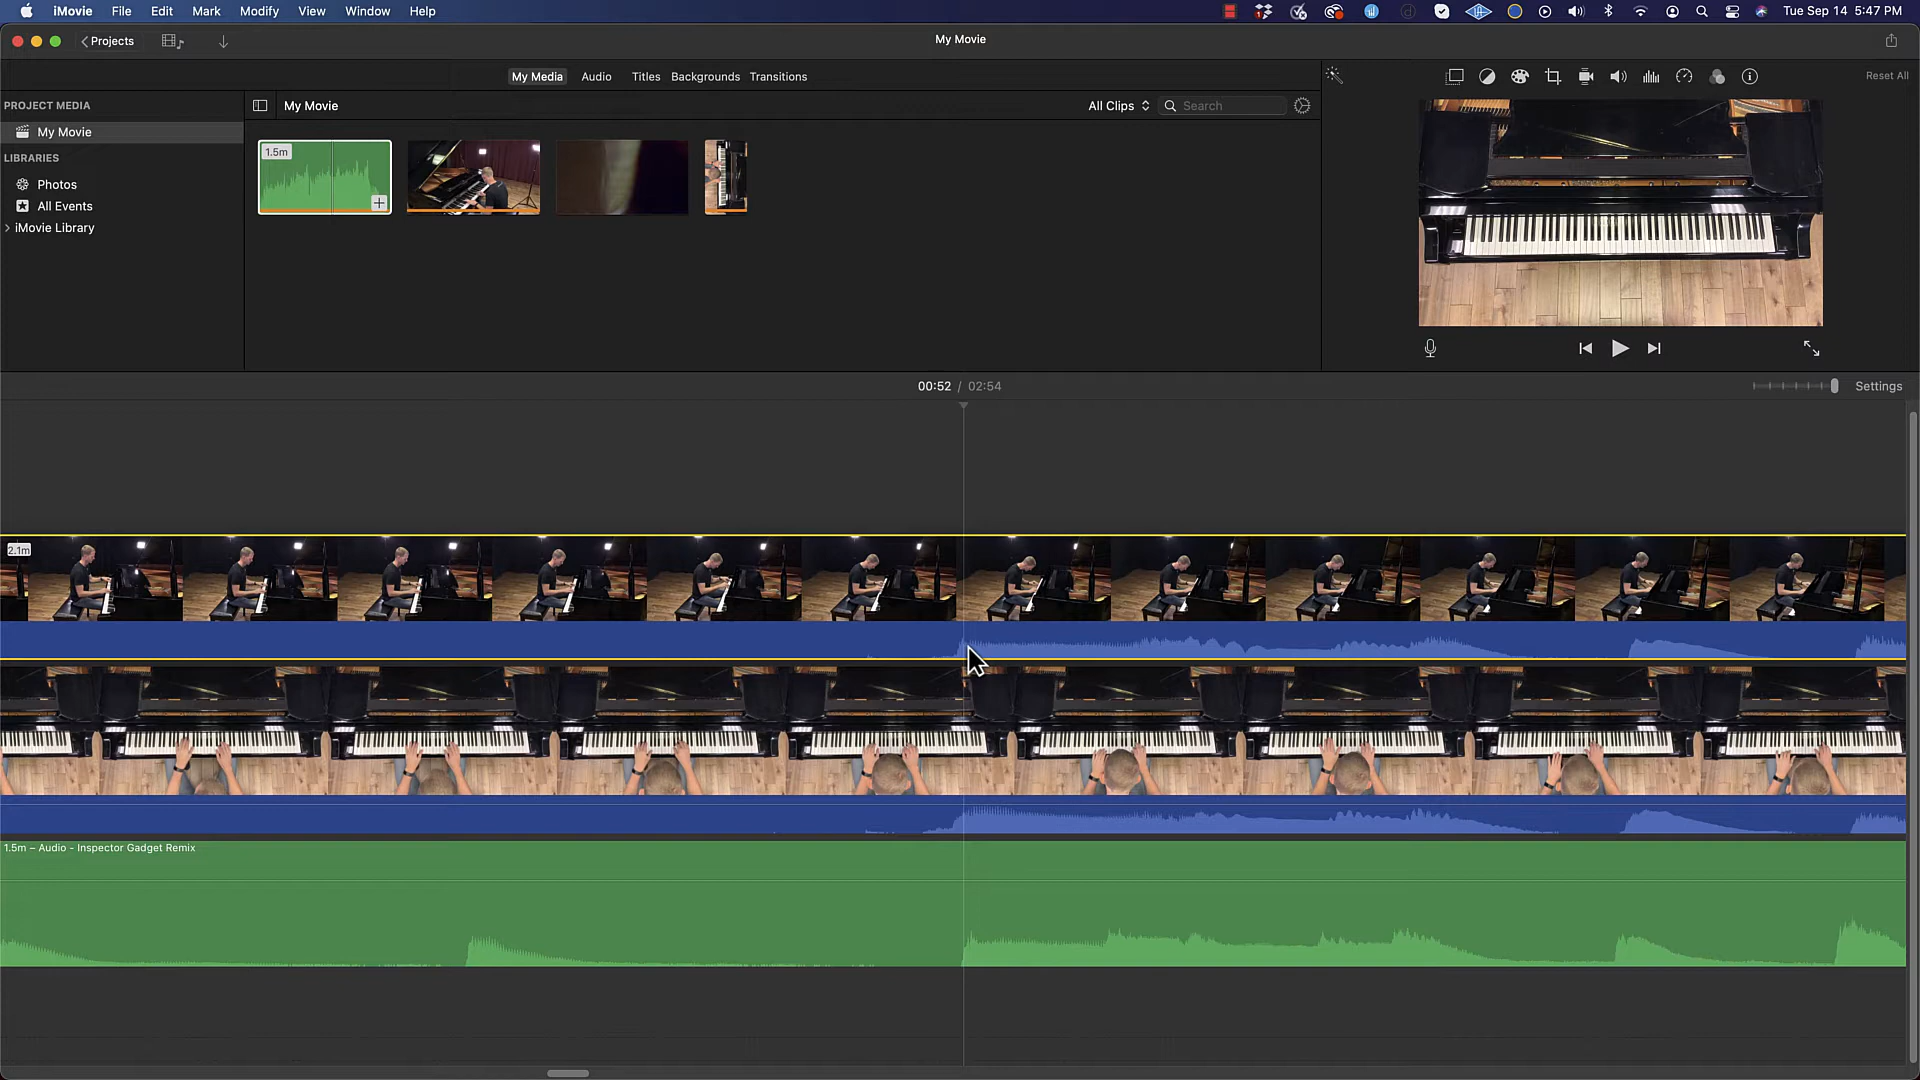 iMovie File Edit Mark Modify View Window Help Tue Sep 14 5:47 PM
Projects My Movie
My Media Audio Titles Backgrounds Transitions Reset All
PROJECT MEDIA My Movie All Clips Search
My Movie
LIBRARIES
Photos
All Events
iMovie Library
1.5m
00:52 / 02:54 Settings
2.1m
1.5m – Audio - Inspector Gadget Remix